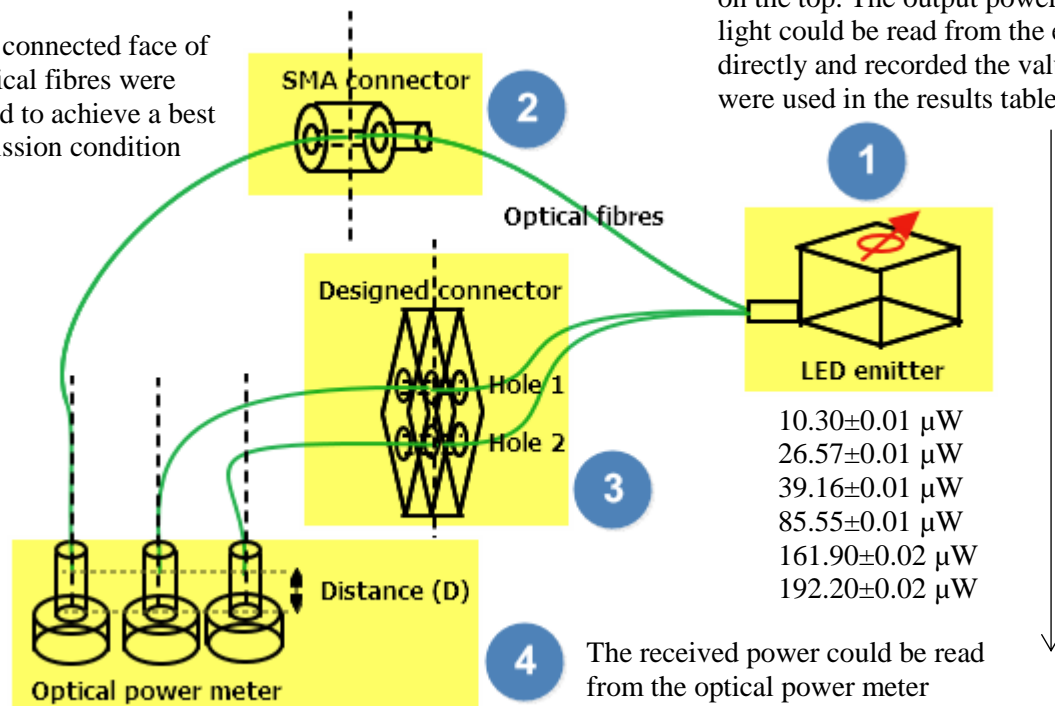 on the top. The output power
light could be read from the
directly and recorded the
were used in the results table
connected face of
fibres were
to achieve a best
condition
SMA connector
2
1
Optical fibres
Designed connector
Hole 1
Hole 2
3
LED emitter
10.30±0.01 µW
26.57±0.01 µW
39.16±0.01 µW
85.55±0.01 µW
161.90±0.02 µW
192.20±0.02 µW
Distance (D)
Optical power meter
4
The received power could be read
from the optical power meter